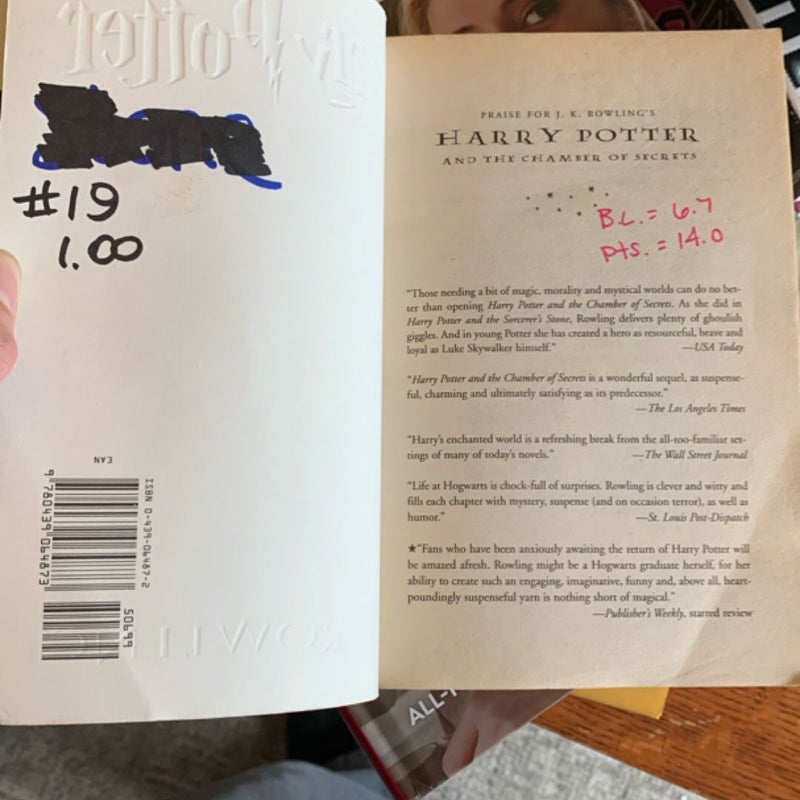 Potter
#19
1.00
EAN
9 780439 064873
ISBN 0-439-06487-2
50699
ROWLING
PRAISE FOR J. K. ROWLING'S
HARRY POTTER
AND THE CHAMBER OF SECRETS
B.L. = 6.7
pts. = 14.0
"Those needing a bit of magic, morality and mystical worlds can do no bet-
ter than opening Harry Potter and the Chamber of Secrets. As she did in
Harry Potter and the Sorcerer's Stone, Rowling delivers plenty of ghoulish
giggles. And in young Potter she has created a hero as resourceful, brave and
loyal as Luke Skywalker himself." —USA Today
"Harry Potter and the Chamber of Secrets is a wonderful sequel, as suspense-
ful, charming and ultimately satisfying as its predecessor."
—The Los Angeles Times
"Harry's enchanted world is a refreshing break from the all-too-familiar set-
tings of many of today's novels." —The Wall Street Journal
"Life at Hogwarts is chock-full of surprises. Rowling is clever and witty and
fills each chapter with mystery, suspense (and on occasion terror), as well as
humor." —St. Louis Post-Dispatch
★"Fans who have been anxiously awaiting the return of Harry Potter will
be amazed afresh. Rowling might be a Hogwarts graduate herself, for her
ability to create such an engaging, imaginative, funny and, above all, heart-
poundingly suspenseful yarn is nothing short of magical."
—Publisher's Weekly, starred review